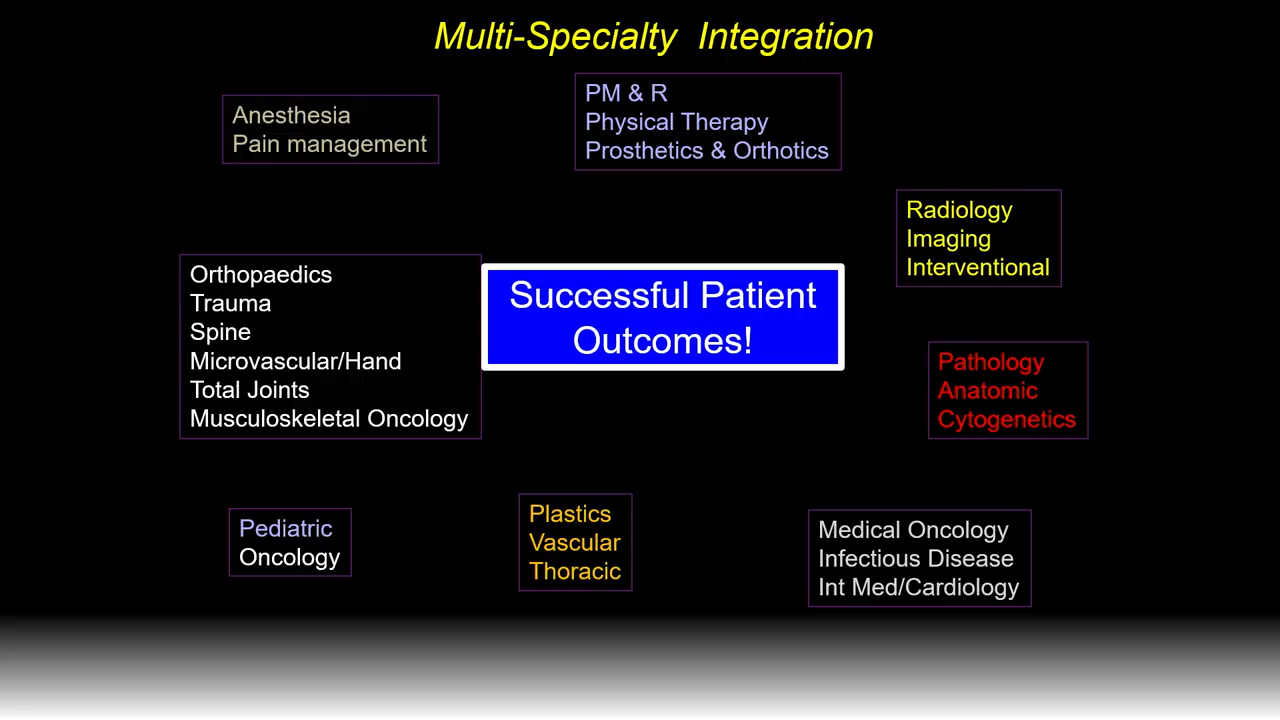 Multi-Specialty Integration
Anesthesia
Pain management
PM & R
Physical Therapy
Prosthetics & Orthotics
Radiology
Imaging
Interventional
Orthopaedics
Trauma
Spine
Microvascular/Hand
Total Joints
Musculoskeletal Oncology
Successful Patient
Outcomes!
Pathology
Anatomic
Cytogenetics
Pediatric
Oncology
Plastics
Vascular
Thoracic
Medical Oncology
Infectious Disease
Int Med/Cardiology